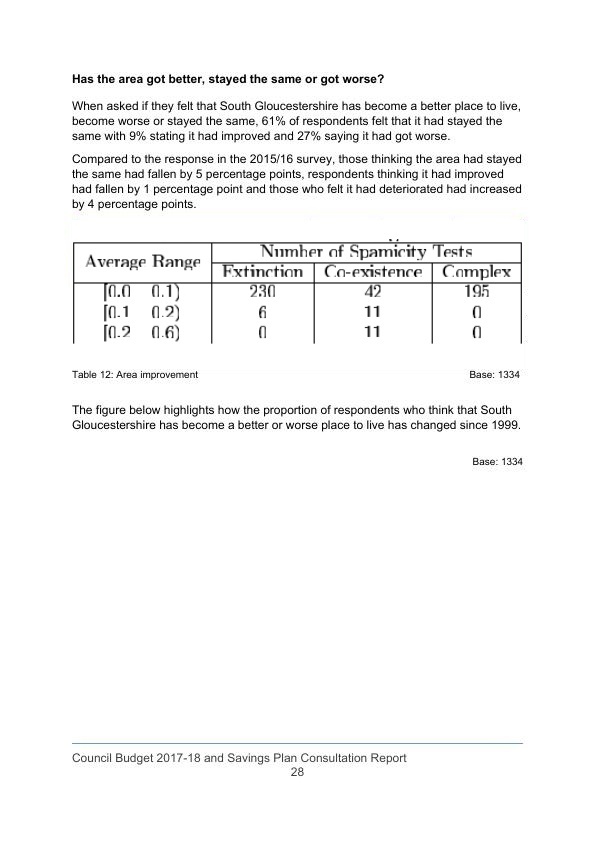 Has the area got better, stayed the same or got worse?
When asked if they felt that South Gloucestershire has become a better place to live,
become worse or stayed the same, 61% of respondents felt that it had stayed the
same with 9% stating it had improved and 27% saying it had got worse.
Compared to the response in the 2015/16 survey, those thinking the area had stayed
the same had fallen by 5 percentage points, respondents thinking it had improved
had fallen by 1 percentage point and those who felt it had deteriorated had increased
by 4 percentage points.
Average Range Number of Spamicity Tests
Extinction Co-existence Complex
[0.0 0.1) 230 42 195
[0.1 0.2) 6 11 0
[0.2 0.6) 0 11 0
Table 12: Area improvement Base: 1334
The figure below highlights how the proportion of respondents who think that South
Gloucestershire has become a better or worse place to live has changed since 1999.
Base: 1334
Council Budget 2017-18 and Savings Plan Consultation Report
28